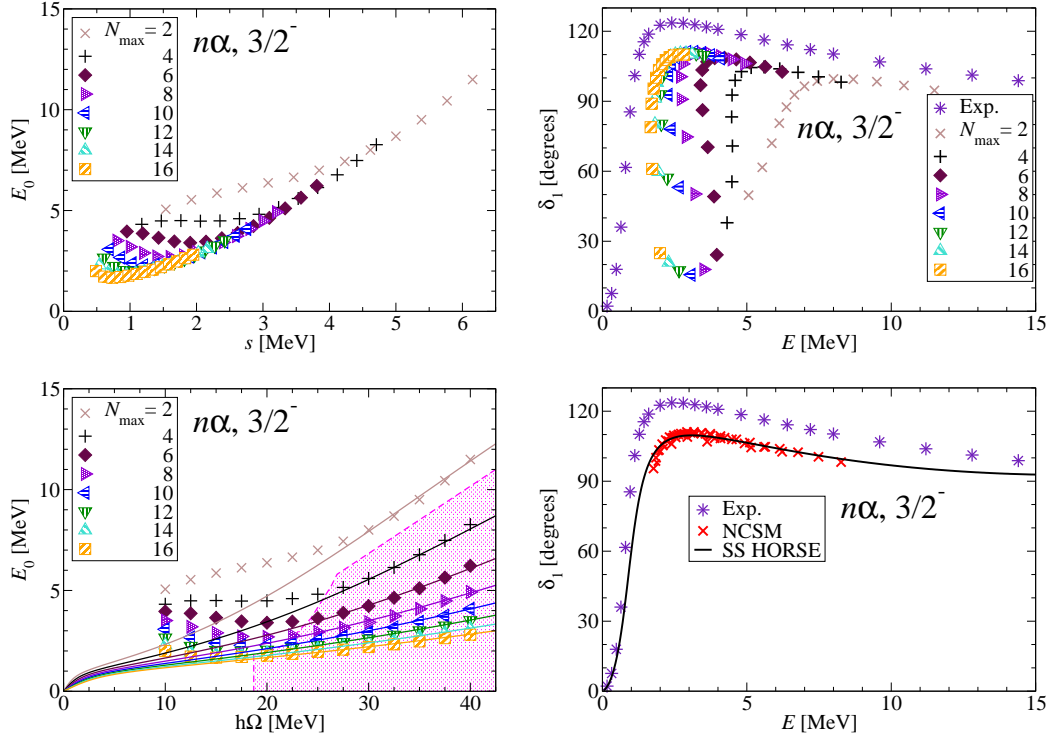 nα, 3/2⁻
N_max = 2
4
6
8
10
12
14
16
E₀ [MeV]
15
10
5
0
0 1 2 3 4 5 6
s [MeV]
nα, 3/2⁻
Exp.
N_max = 2
4
6
8
10
12
14
16
δ₁ [degrees]
120
90
60
30
0
0 5 10 15
E [MeV]
nα, 3/2⁻
N_max = 2
4
6
8
10
12
14
16
E₀ [MeV]
15
10
5
0
0 10 20 30 40
hΩ [MeV]
nα, 3/2⁻
Exp.
NCSM
SS HORSE
δ₁ [degrees]
120
90
60
30
0
0 5 10 15
E [MeV]